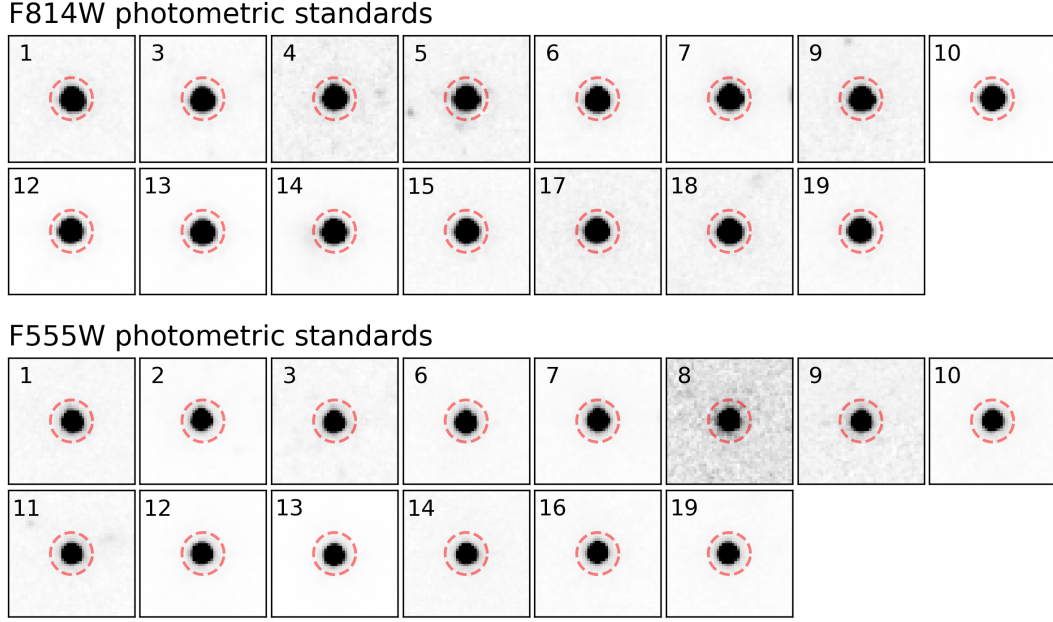 F814W photometric standards
1 3 4 5 6 7 9 10
12 13 14 15 17 18 19
F555W photometric standards
1 2 3 6 7 8 9 10
11 12 13 14 16 19